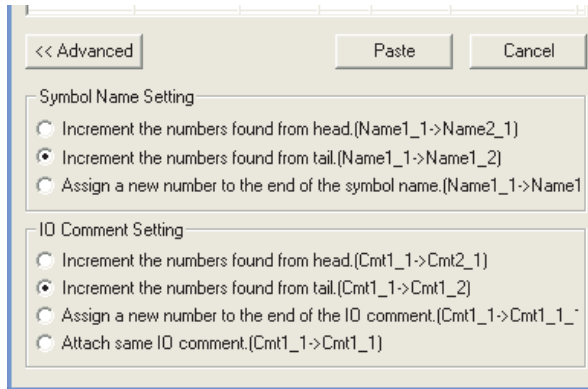 << Advanced Paste Cancel
Symbol Name Setting
Increment the numbers found from head.(Name1_1->Name2_1)
Increment the numbers found from tail.(Name1_1->Name1_2)
Assign a new number to the end of the symbol name.(Name1_1->Name1
IO Comment Setting
Increment the numbers found from head.(Cmt1_1->Cmt2_1)
Increment the numbers found from tail.(Cmt1_1->Cmt1_2)
Assign a new number to the end of the IO comment.(Cmt1_1->Cmt1_1_
Attach same IO comment.(Cmt1_1->Cmt1_1)